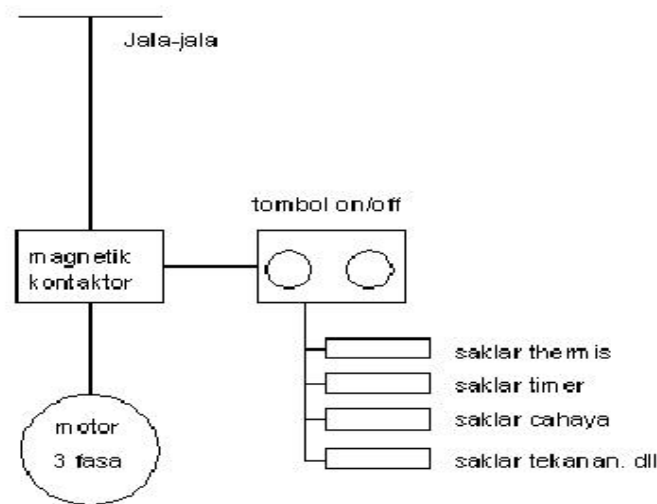 Jala-jala
tombol on/off
magnetik
kontaktor
saklar thermis
saklar timer
saklar cahaya
saklar tekanan. dll
motor
3 fasa